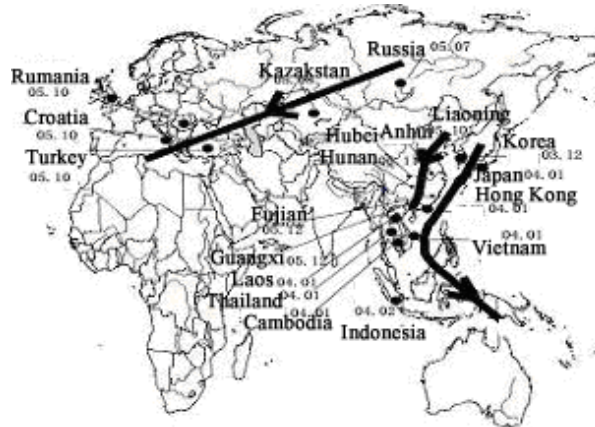 Russia 05.07
Kazakstan
Rumania
05.10
Croatia
05.10
Turkey
05.10
Liaoning
Hubei Anhui
Hunan
Korea
03.12
Japan 04.01
Hong Kong
04.01
Fujian
05.12
04.01
Guangxi
05.12
Vietnam
Laos
04.01
Thailand
04.01
Cambodia
04.01
04.02
Indonesia